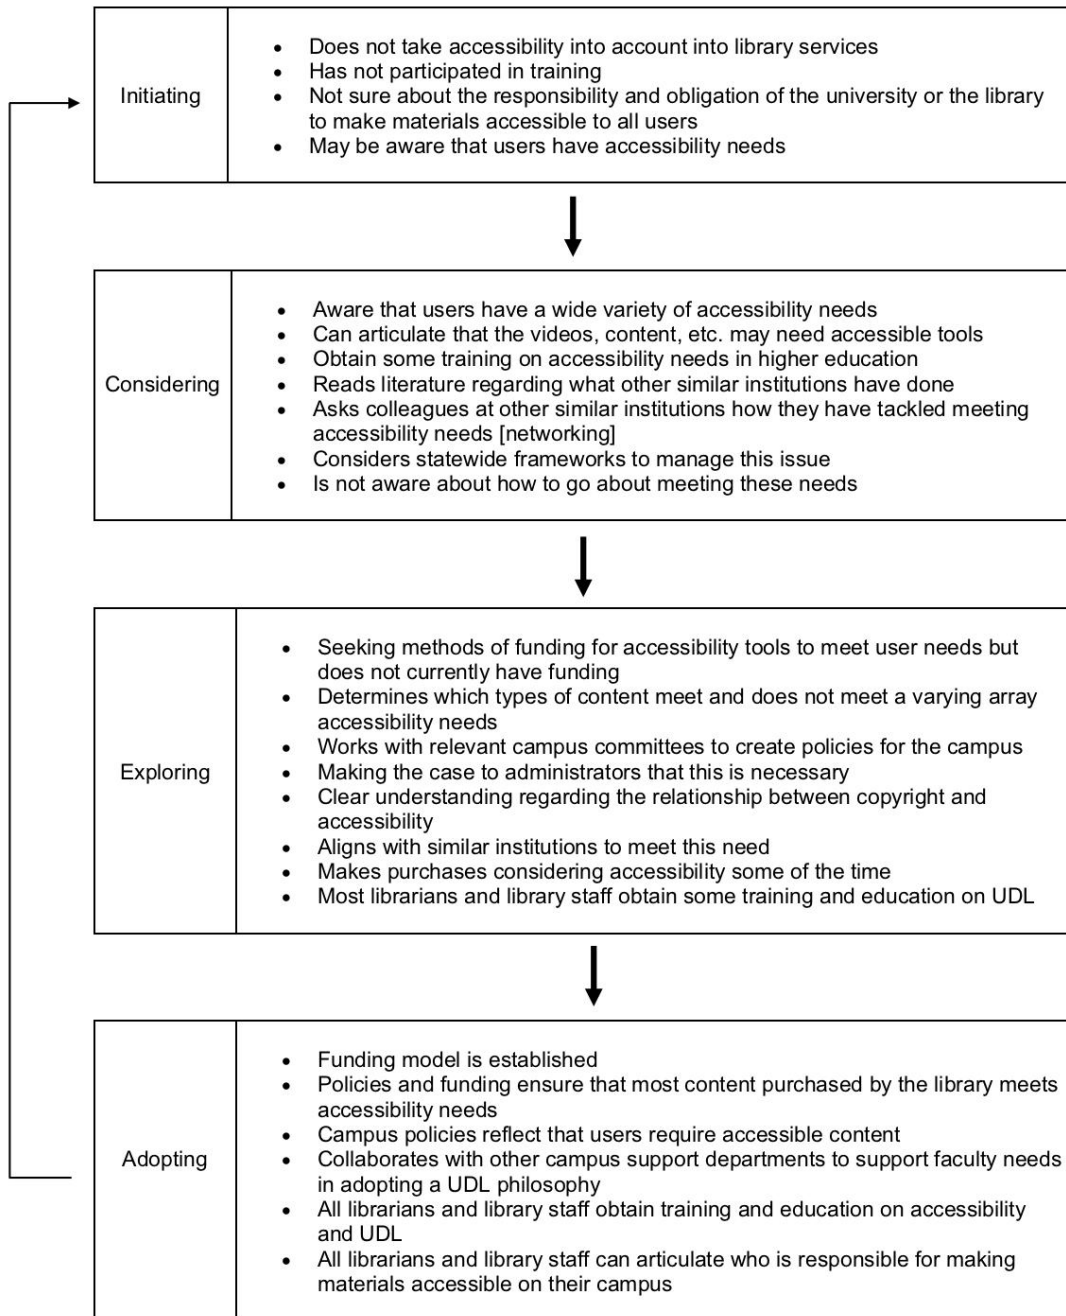 Initiating
• Does not take accessibility into account into library services
• Has not participated in training
• Not sure about the responsibility and obligation of the university or the library
to make materials accessible to all users
• May be aware that users have accessibility needs
Considering
• Aware that users have a wide variety of accessibility needs
• Can articulate that the videos, content, etc. may need accessible tools
• Obtain some training on accessibility needs in higher education
• Reads literature regarding what other similar institutions have done
• Asks colleagues at other similar institutions how they have tackled meeting
accessibility needs [networking]
• Considers statewide frameworks to manage this issue
• Is not aware about how to go about meeting these needs
Exploring
• Seeking methods of funding for accessibility tools to meet user needs but
does not currently have funding
• Determines which types of content meet and does not meet a varying array
accessibility needs
• Works with relevant campus committees to create policies for the campus
• Making the case to administrators that this is necessary
• Clear understanding regarding the relationship between copyright and
accessibility
• Aligns with similar institutions to meet this need
• Makes purchases considering accessibility some of the time
• Most librarians and library staff obtain some training and education on UDL
Adopting
• Funding model is established
• Policies and funding ensure that most content purchased by the library meets
accessibility needs
• Campus policies reflect that users require accessible content
• Collaborates with other campus support departments to support faculty needs
in adopting a UDL philosophy
• All librarians and library staff obtain training and education on accessibility
and UDL
• All librarians and library staff can articulate who is responsible for making
materials accessible on their campus